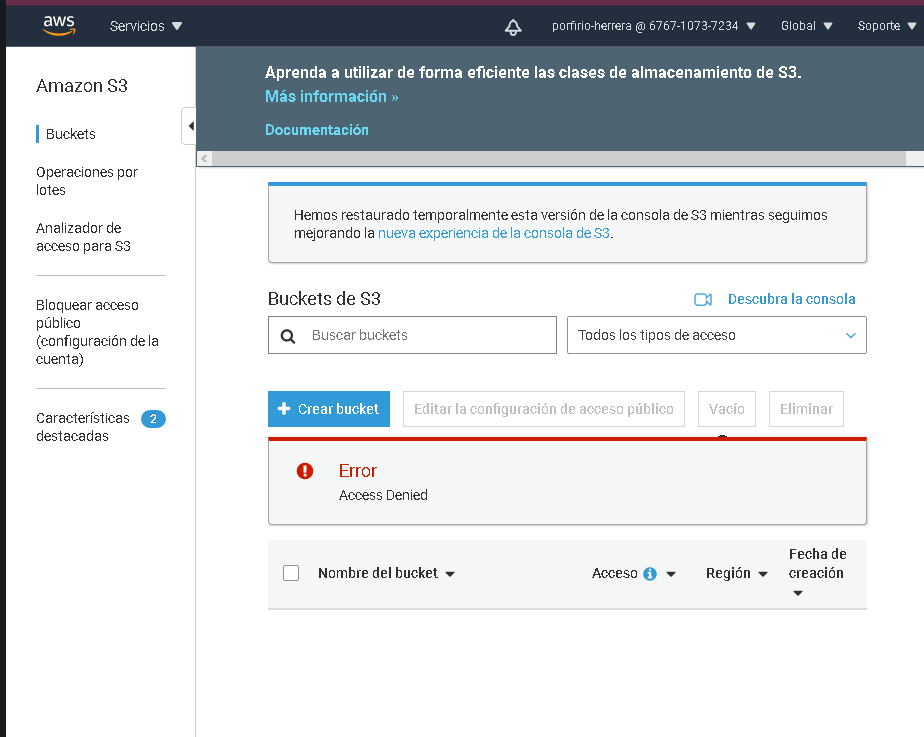 aws Servicios porfirio-herrera @ 6767-1073-7234 Global Soporte
Amazon S3
Buckets
Operaciones por
lotes
Analizador de
acceso para S3
Bloquear acceso
público
(configuración de la
cuenta)
Características 2
destacadas
Aprenda a utilizar de forma eficiente las clases de almacenamiento de S3.
Más información »
Documentación
Hemos restaurado temporalmente esta versión de la consola de S3 mientras seguimos
mejorando la nueva experiencia de la consola de S3.
Buckets de S3 Descubra la consola
Buscar buckets Todos los tipos de acceso
Crear bucket Editar la configuración de acceso público Vacío Eliminar
Error
Access Denied
Nombre del bucket Acceso Región Fecha de
creación